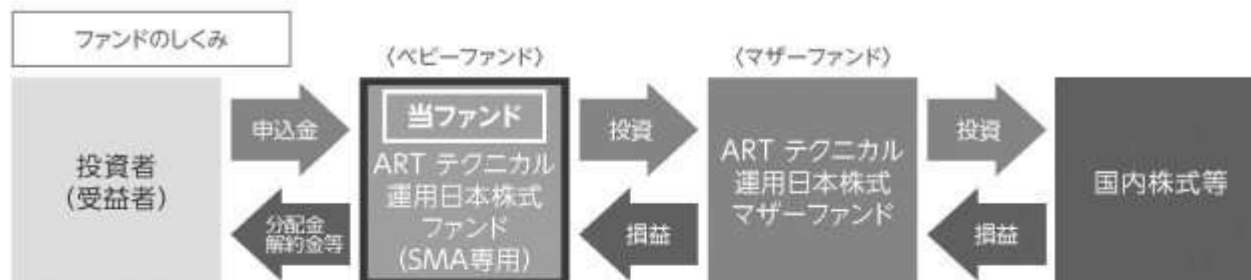 ファンドのしくみ
〈ベビーファンド〉
〈マザーファンド〉
投資者
(受益者)
申込金
分配金
解約金等
当ファンド
ART テクニカル
運用日本株式
ファンド
(SMA専用)
投資
損益
ART テクニカル
運用日本株式
マザーファンド
投資
損益
国内株式等